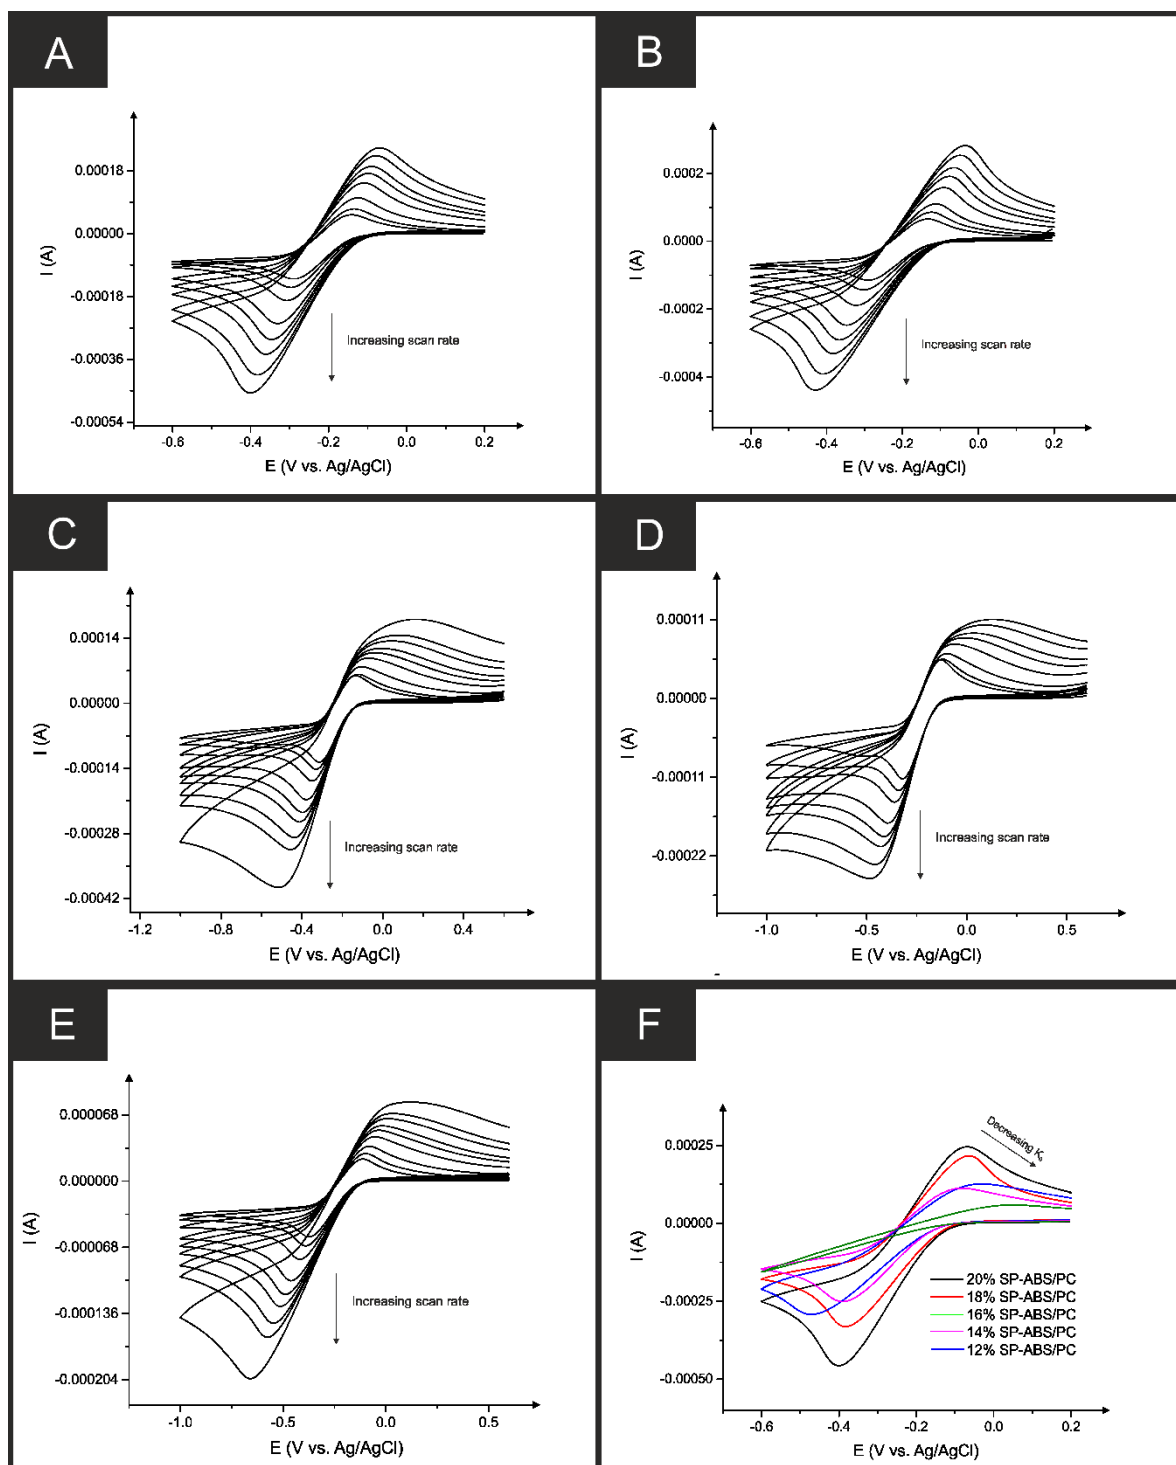 A
0.00018
0.00000
-0.00018
-0.00036
-0.00054
I (A)
Increasing scan rate
-0.6 -0.4 -0.2 0.0 0.2
E (V vs. Ag/AgCl)
B
0.0002
0.0000
-0.0002
-0.0004
I (A)
Increasing scan rate
-0.6 -0.4 -0.2 0.0 0.2
E (V vs. Ag/AgCl)
C
0.00014
0.00000
-0.00014
-0.00028
-0.00042
I (A)
Increasing scan rate
-1.2 -0.8 -0.4 0.0 0.4
E (V vs. Ag/AgCl)
D
0.00011
0.00000
-0.00011
-0.00022
I (A)
Increasing scan rate
-1.0 -0.5 0.0 0.5
E (V vs. Ag/AgCl)
E
0.000068
0.000000
-0.000068
-0.000136
-0.000204
I (A)
Increasing scan rate
-1.0 -0.5 0.0 0.5
E (V vs. Ag/AgCl)
F
0.00025
0.00000
-0.00025
-0.00050
I (A)
Decreasing K₀
20% SP-ABS/PC
18% SP-ABS/PC
16% SP-ABS/PC
14% SP-ABS/PC
12% SP-ABS/PC
-0.6 -0.4 -0.2 0.0 0.2
E (V vs. Ag/AgCl)